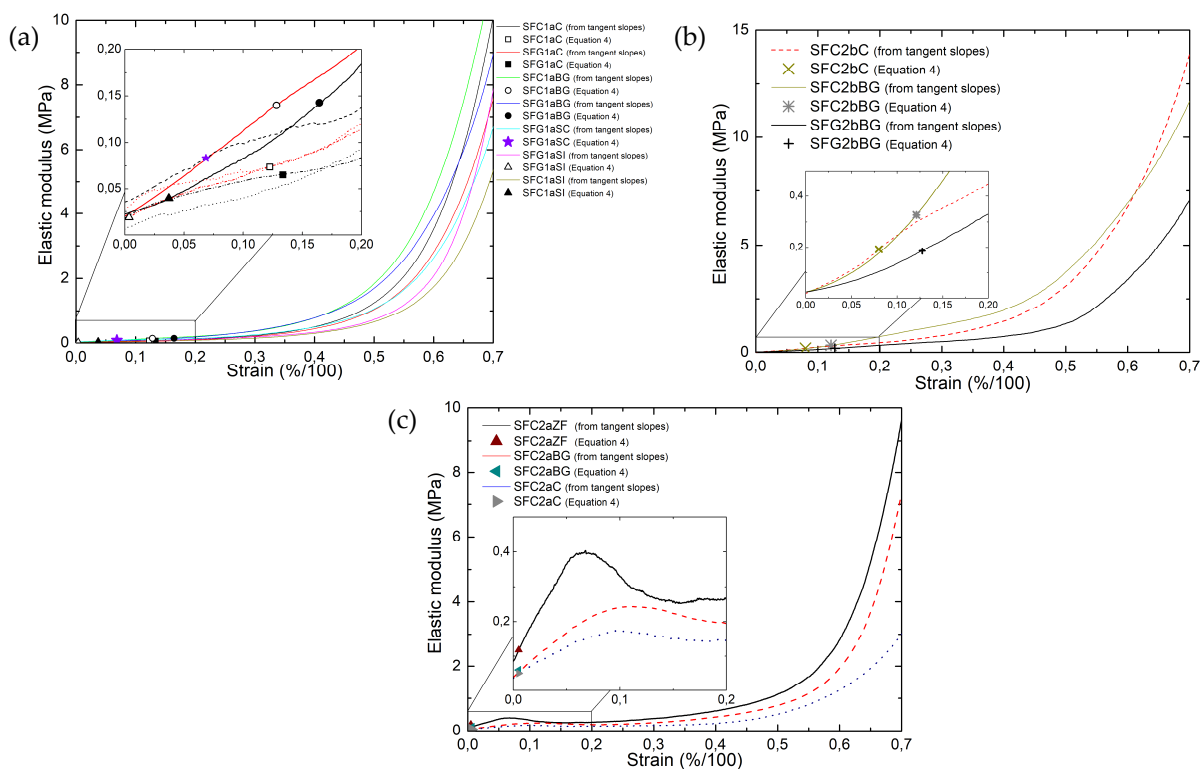 (a)
10
8
6
4
2
0
Elastic modulus (MPa)
0,0 0,1 0,2 0,3 0,4 0,5 0,6 0,7
Strain (%/100)
0,20
0,15
0,10
0,05
0,00 0,05 0,10 0,15 0,20
SFC1aC (from tangent slopes)
SFC1aC (Equation 4)
SFG1aC (from tangent slopes)
SFG1aC (Equation 4)
SFC1aBG (from tangent slopes)
SFC1aBG (Equation 4)
SFG1aBG (from tangent slopes)
SFG1aBG (Equation 4)
SFG1aSC (from tangent slopes)
SFG1aSC (Equation 4)
SFG1aSI (from tangent slopes)
SFG1aSI (Equation 4)
SFC1aSI (from tangent slopes)
SFC1aSI (Equation 4)
(b)
15
10
5
0
Elastic modulus (MPa)
0,0 0,1 0,2 0,3 0,4 0,5 0,6 0,7
Strain (%/100)
SFC2bC (from tangent slopes)
SFC2bC (Equation 4)
SFC2bBG (from tangent slopes)
SFC2bBG (Equation 4)
SFG2bBG (from tangent slopes)
SFG2bBG (Equation 4)
0,4
0,2
0,00 0,05 0,10 0,15 0,20
(c)
10
8
6
4
2
0
Elastic modulus (MPa)
0,0 0,1 0,2 0,3 0,4 0,5 0,6 0,7
Strain (%/100)
SFC2aZF (from tangent slopes)
SFC2aZF (Equation 4)
SFC2aBG (from tangent slopes)
SFC2aBG (Equation 4)
SFC2aC (from tangent slopes)
SFC2aC (Equation 4)
0,4
0,2
0,0 0,1 0,2